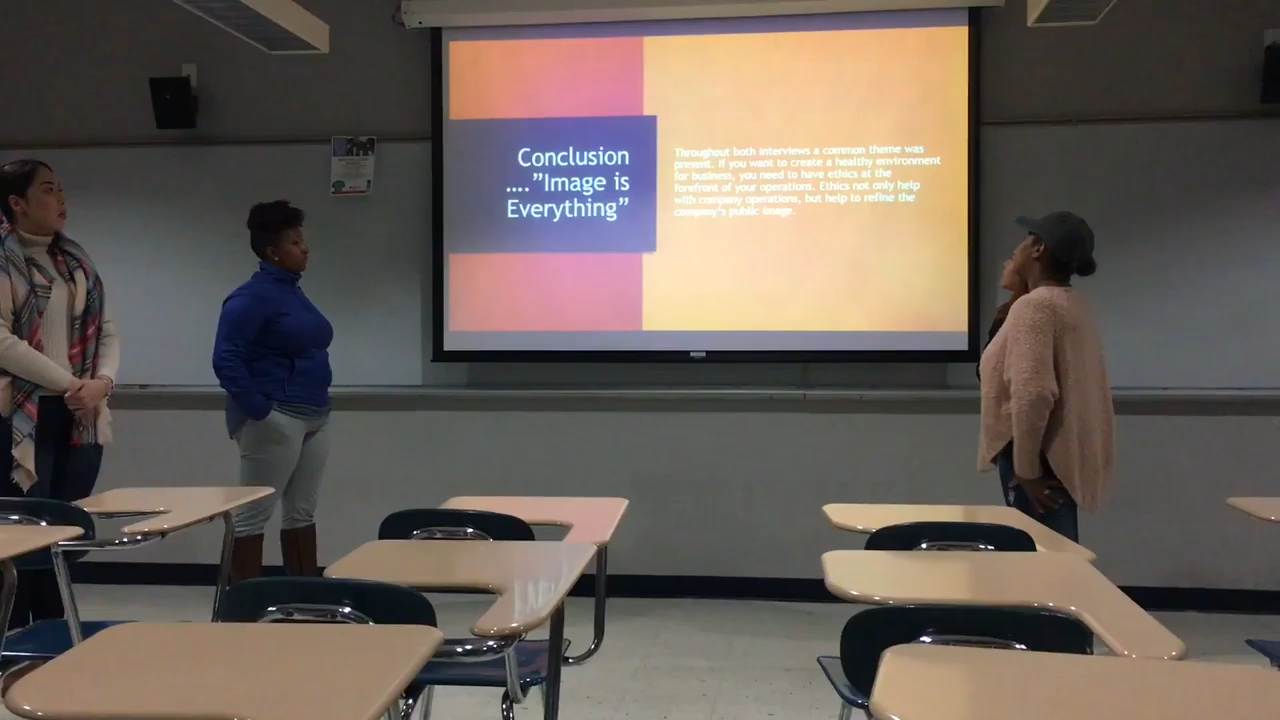 Conclusion
...."Image is
Everything"
Throughout both interviews a common theme was
present. If you want to create a healthy environment
for business, you need to have ethics at the
forefront of your operations. Ethics not only help
with company operations, but help to refine the
company's public image.